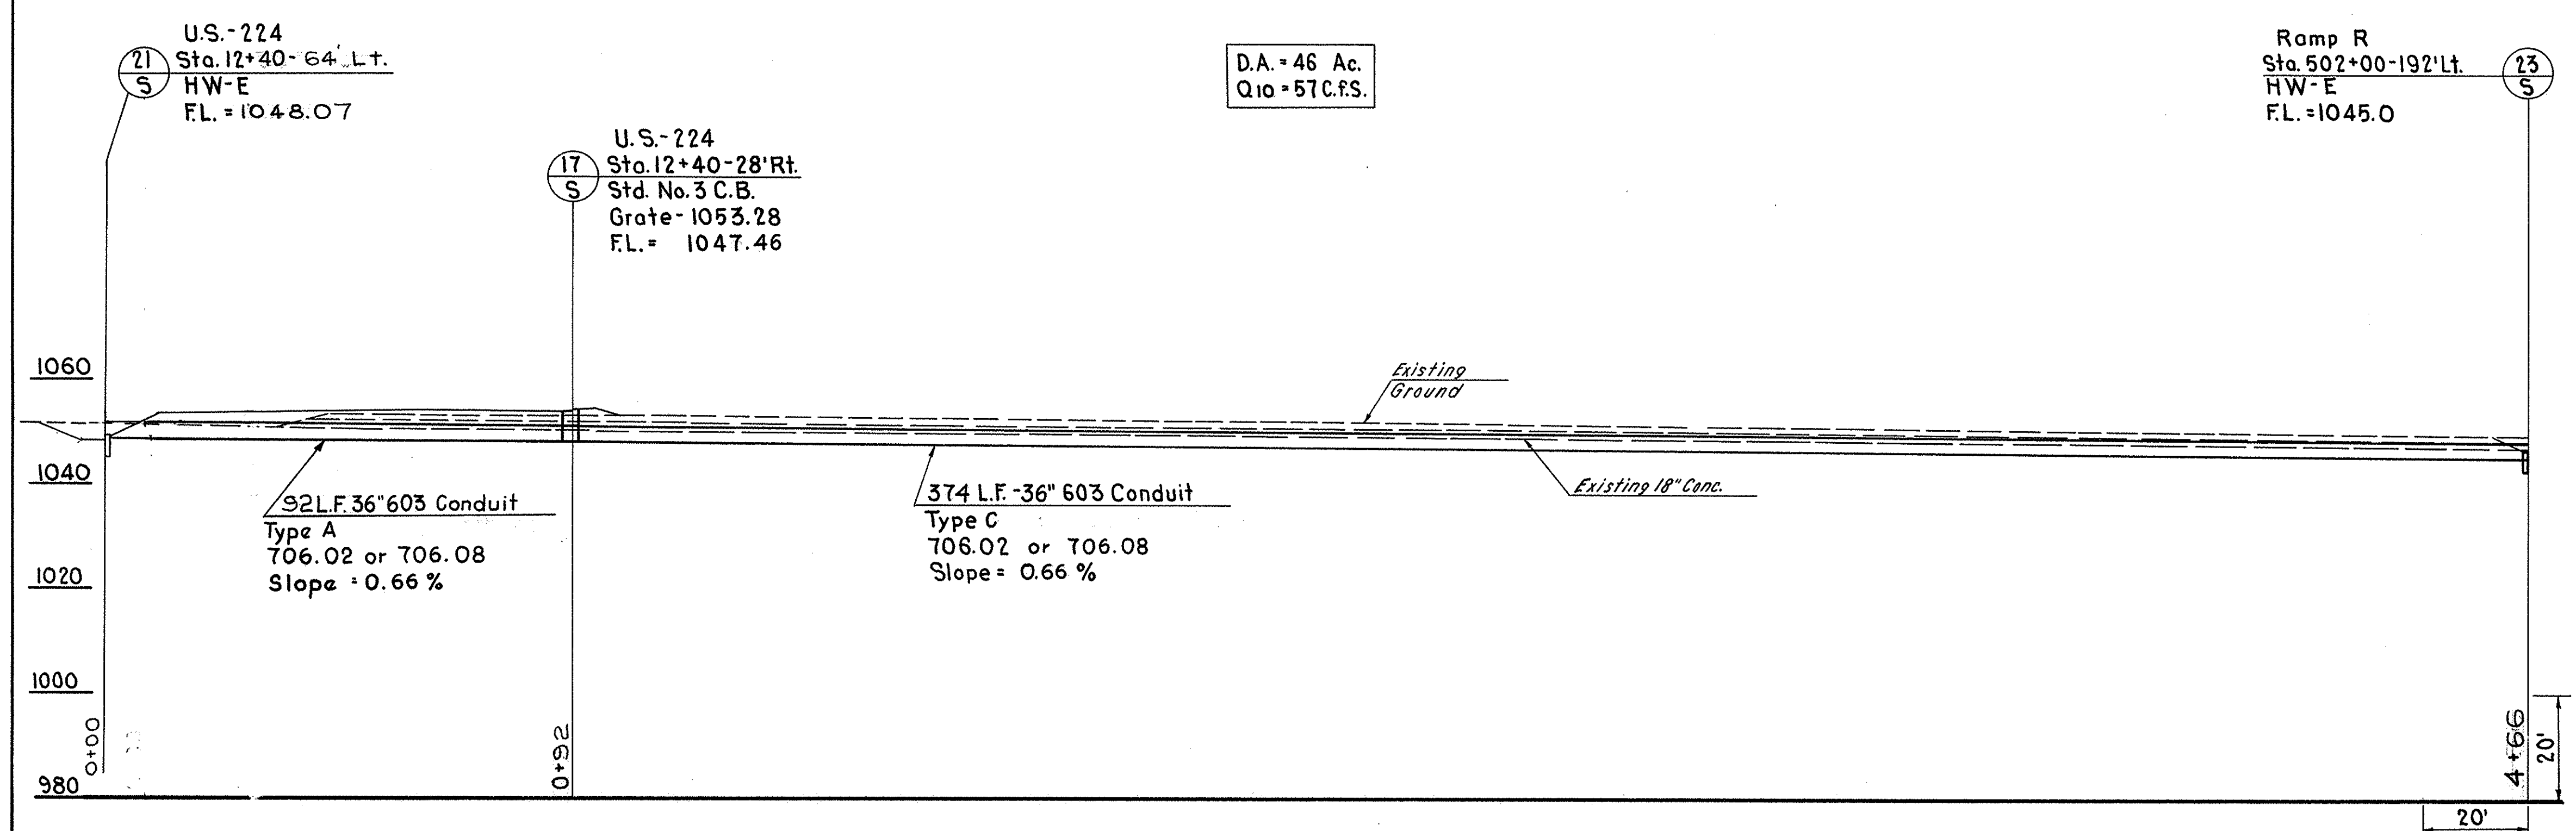 U.S.-224
21 Sta. 12+40-64' Lt.
S HW-E
F.L. = 1048.07
D.A. = 46 Ac.
Q10 = 57 C.f.S.
Ramp R
Sta. 502+00-192' Lt. 23
HW-E S
F.L. = 1045.0
U.S.-224
17 Sta. 12+40-28' Rt.
S Std. No. 3 C.B.
Grate - 1053.28
F.L. = 1047.46
1060
Existing
Ground
1040
92 L.F. 36" 603 Conduit
Type A
706.02 or 706.08
Slope = 0.66 %
374 L.F. - 36" 603 Conduit
Type C
706.02 or 706.08
Slope = 0.66 %
Existing 18" Conc.
1020
1000
0+00
0+92
4+66
20'
980
20'